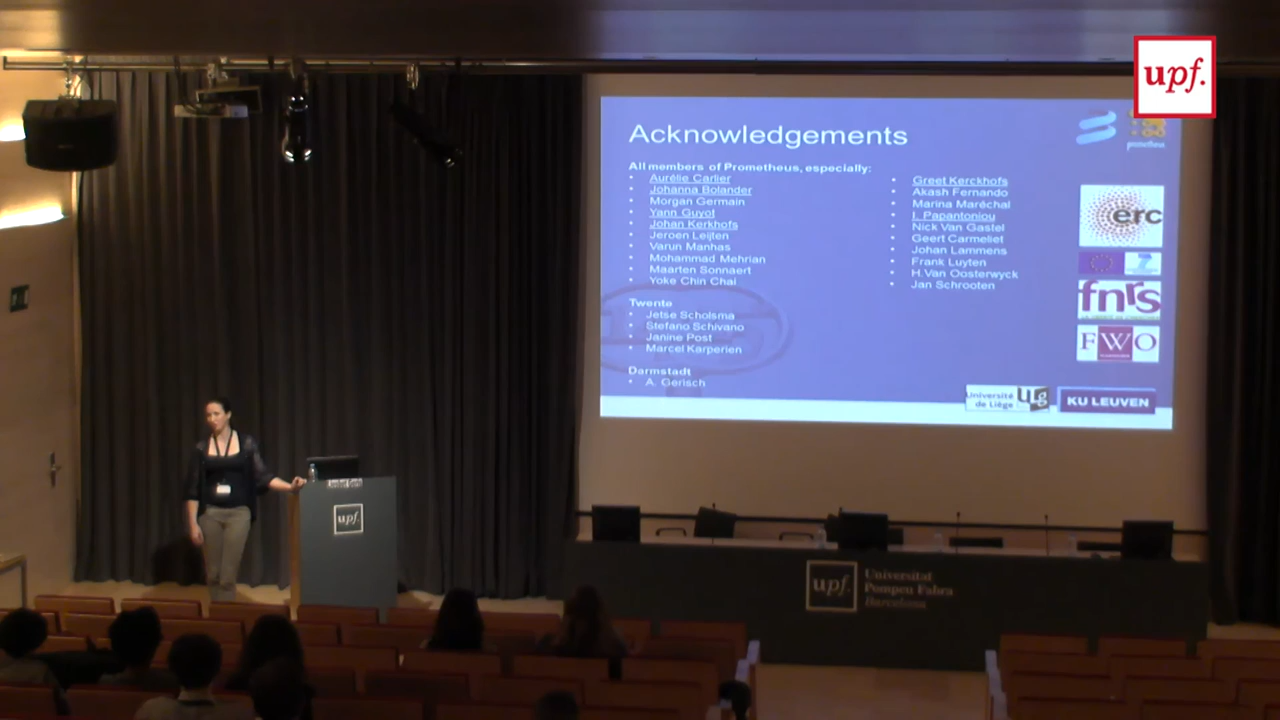 upf.
Acknowledgements
prometheus
All members of Prometheus, especially:
• Aurélie Carlier
• Johanna Bolander
• Morgan Germain
• Yann Guyot
• Johan Kerkhofs
• Jeroen Leijten
• Varun Manhas
• Mohammad Mehrian
• Maarten Sonnaert
• Yoke Chin Chai
• Greet Kerckhofs
• Akash Fernando
• Marina Maréchal
• I. Papantoniou
• Nick Van Gastel
• Geert Carmeliet
• Johan Lammens
• Frank Luyten
• H.Van Oosterwyck
• Jan Schrooten
Twente
• Jetse Scholsma
• Stefano Schivano
• Janine Post
• Marcel Karperien
Darmstadt
• A. Gerisch
erc
fnrs
FWO
Université
de Liège
ULg
KU LEUVEN
upf.
upf.
Universitat
Pompeu Fabra
Barcelona